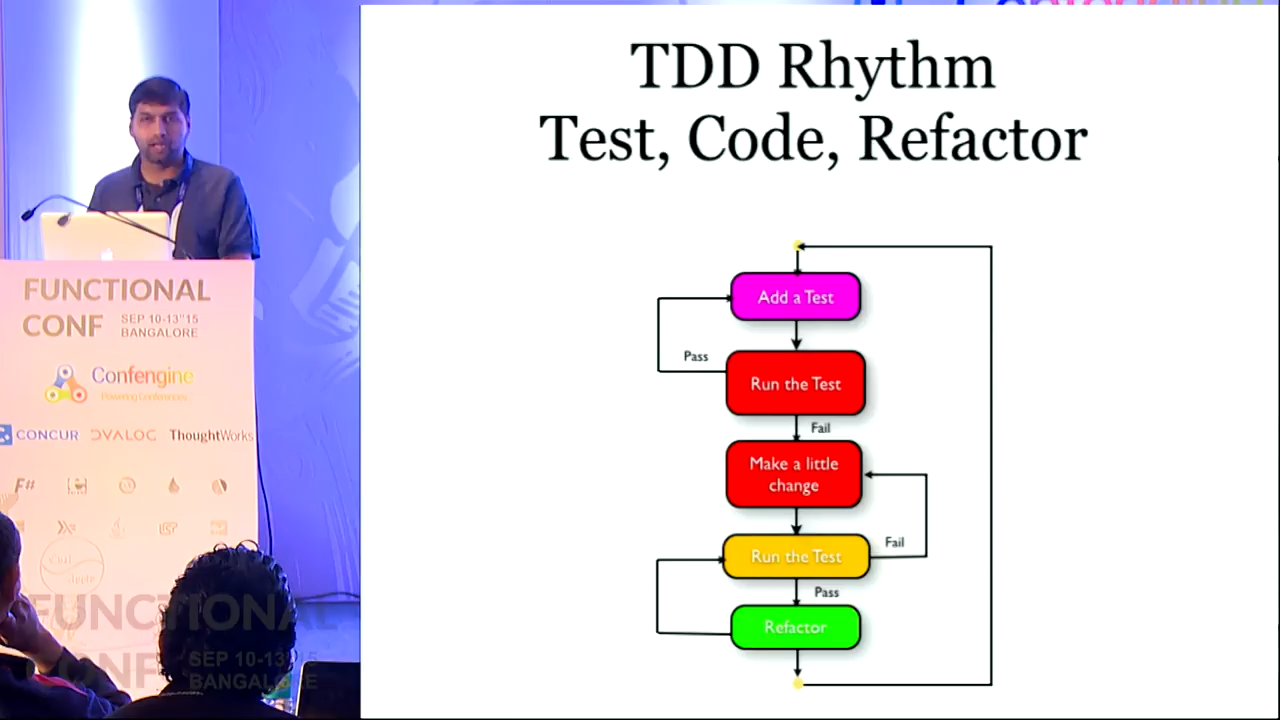 TDD Rhythm
Test, Code, Refactor
Add a Test
Pass
Run the Test
Fail
Make a little
change
Run the Test
Fail
Pass
Refactor
FUNCTIONAL
CONF SEP 10-13"15
BANGALORE
Confengine
Powering Conferences
CONCUR DVALOC ThoughtWorks
F#
FUNCTIONAL
CONF SEP 10-13"15
BANGALORE